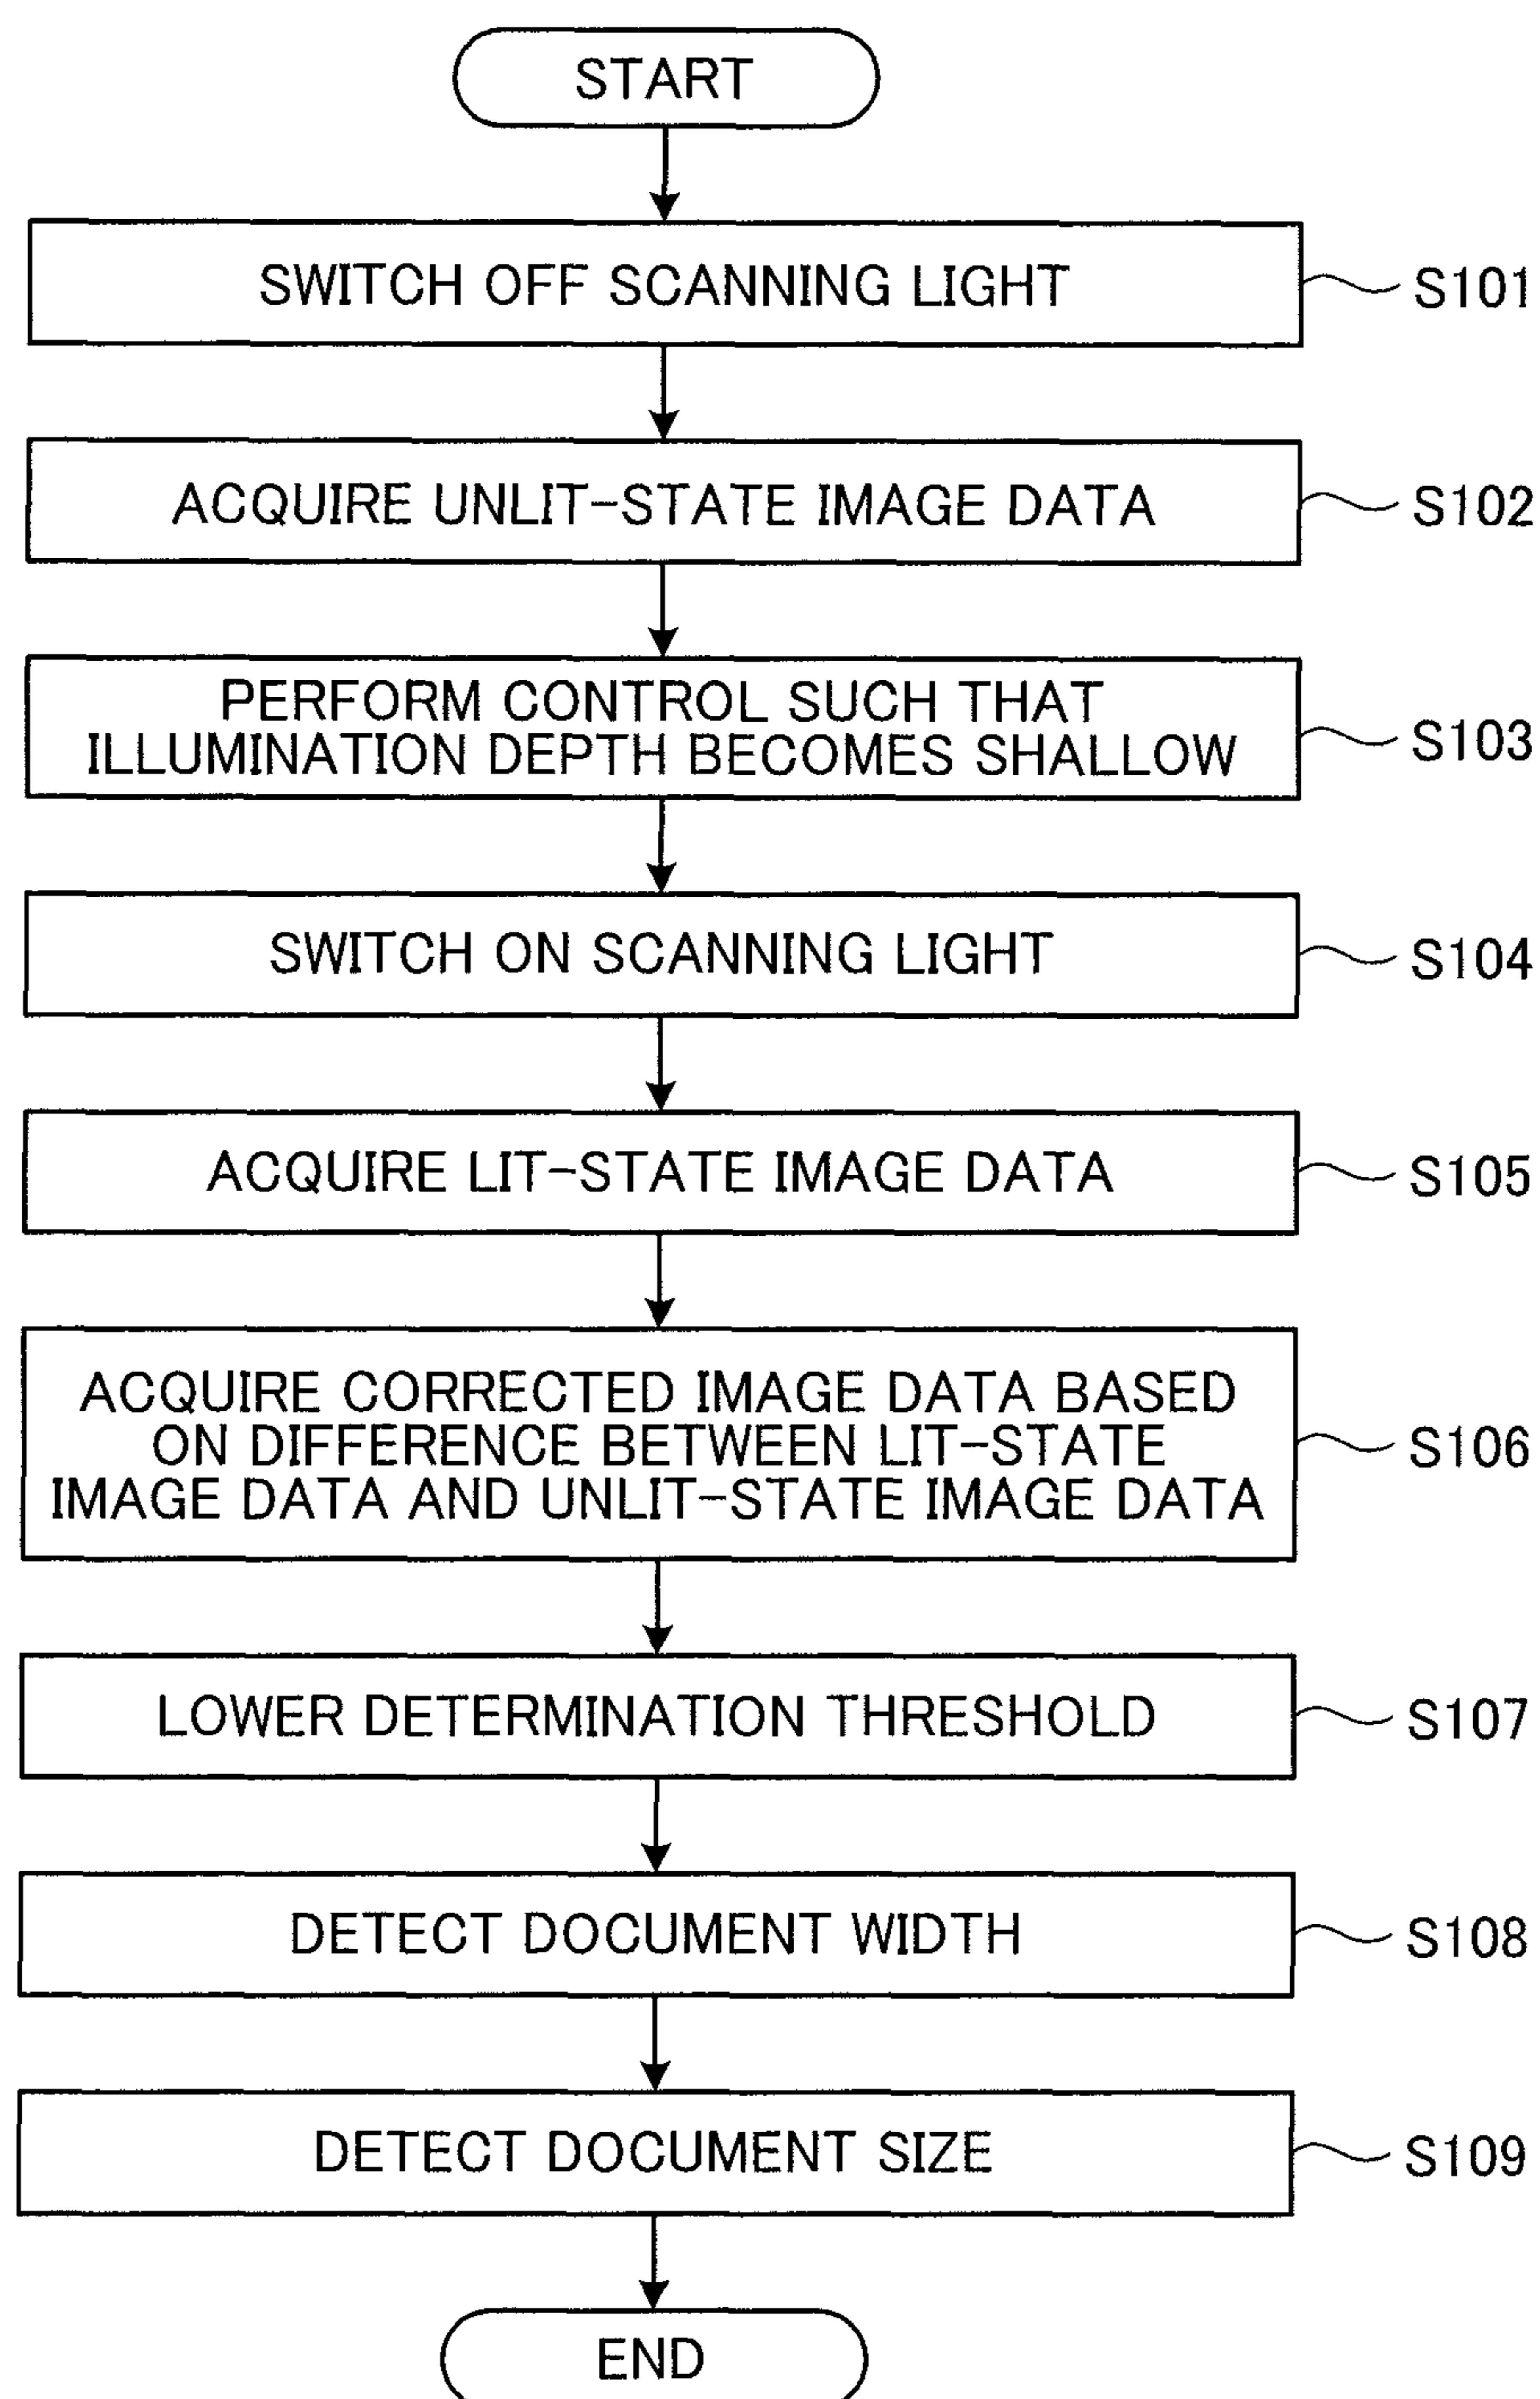 START
SWITCH OFF SCANNING LIGHT
S101
ACQUIRE UNLIT-STATE IMAGE DATA
S102
PERFORM CONTROL SUCH THAT
ILLUMINATION DEPTH BECOMES SHALLOW
S103
SWITCH ON SCANNING LIGHT
S104
ACQUIRE LIT-STATE IMAGE DATA
S105
ACQUIRE CORRECTED IMAGE DATA BASED
ON DIFFERENCE BETWEEN LIT-STATE
IMAGE DATA AND UNLIT-STATE IMAGE DATA
S106
LOWER DETERMINATION THRESHOLD
S107
DETECT DOCUMENT WIDTH
S108
DETECT DOCUMENT SIZE
S109
END